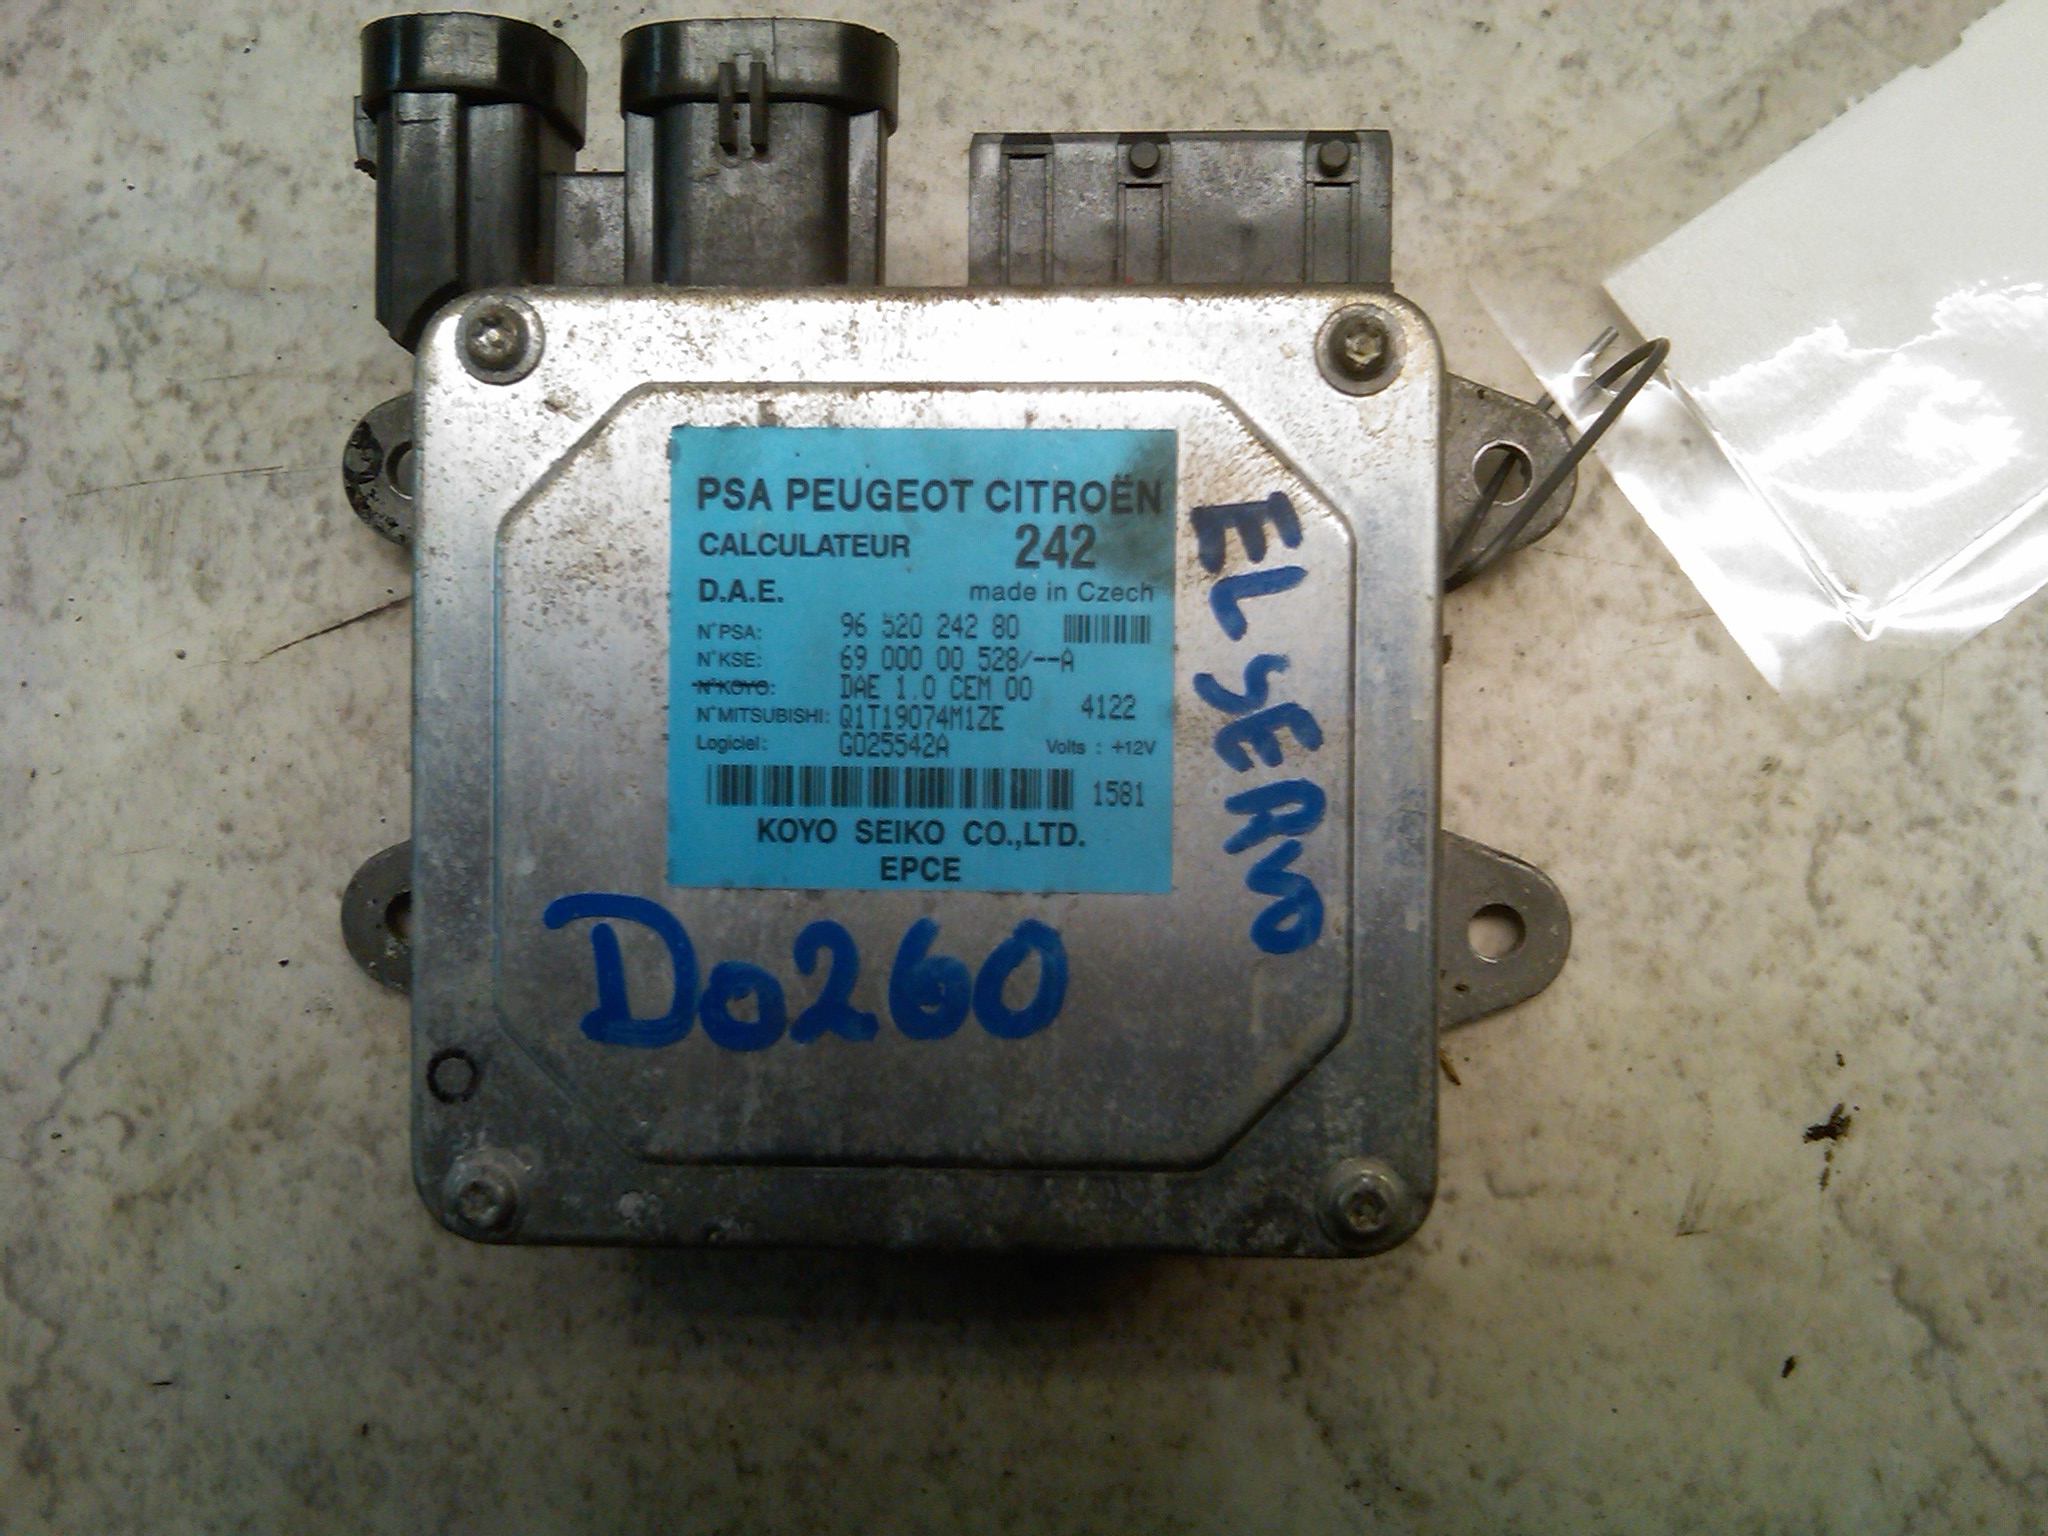 PSA PEUGEOT CITROËN
CALCULATEUR 242
D.A.E. made in Czech
N°PSA: 96 520 242 80
N°KSE: 69 000 00 528/--A
N°KOYO: DAE 1.0 CEM 00
N°MITSUBISHI: Q1T19074M1ZE 4122
Logiciel: G025542A Volts : +12V
1581
KOYO SEIKO CO.,LTD.
EPCE
EL SERVO
Do260